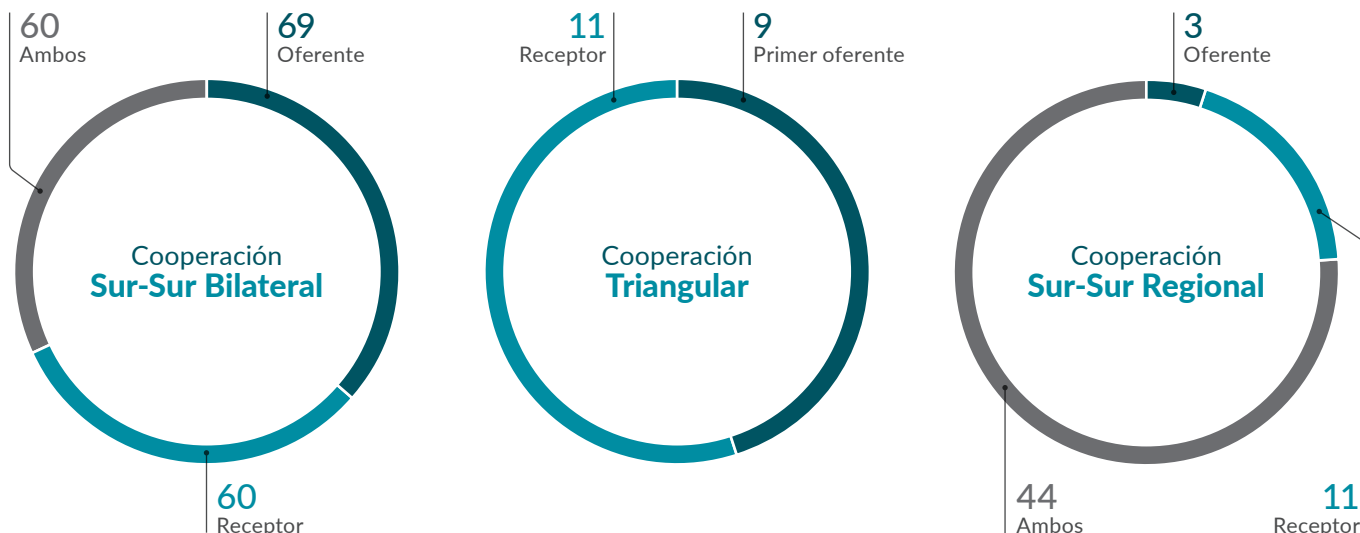 60
Ambos
69
Oferente
Cooperación
Sur-Sur Bilateral
60
Receptor
11
Receptor
9
Primer oferente
Cooperación
Triangular
3
Oferente
Cooperación
Sur-Sur Regional
44
Ambos
11
Receptor